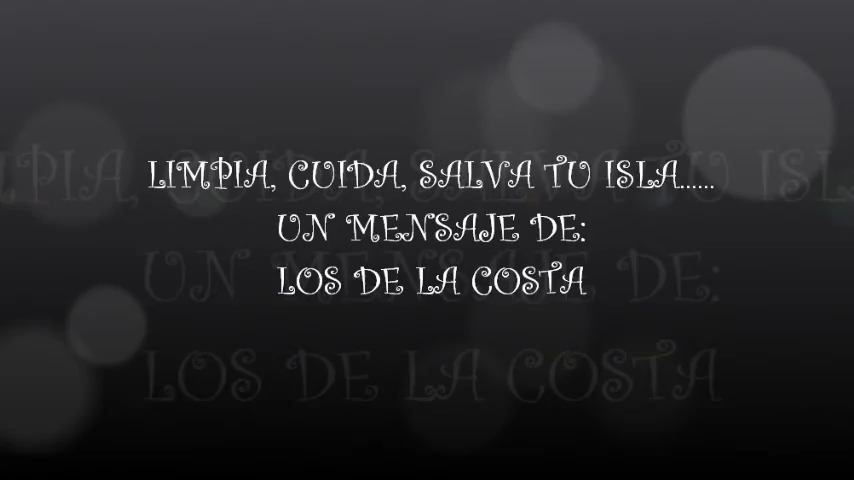 LIMPIA, CUIDA, SALVA TU ISLA......
UN MENSAJE DE:
LOS DE LA COSTA